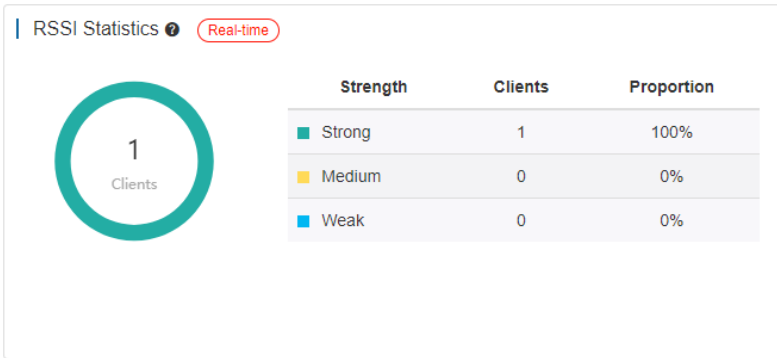 RSSI Statistics ? Real-time
1
Clients
Strength Clients Proportion
Strong 1 100%
Medium 0 0%
Weak 0 0%